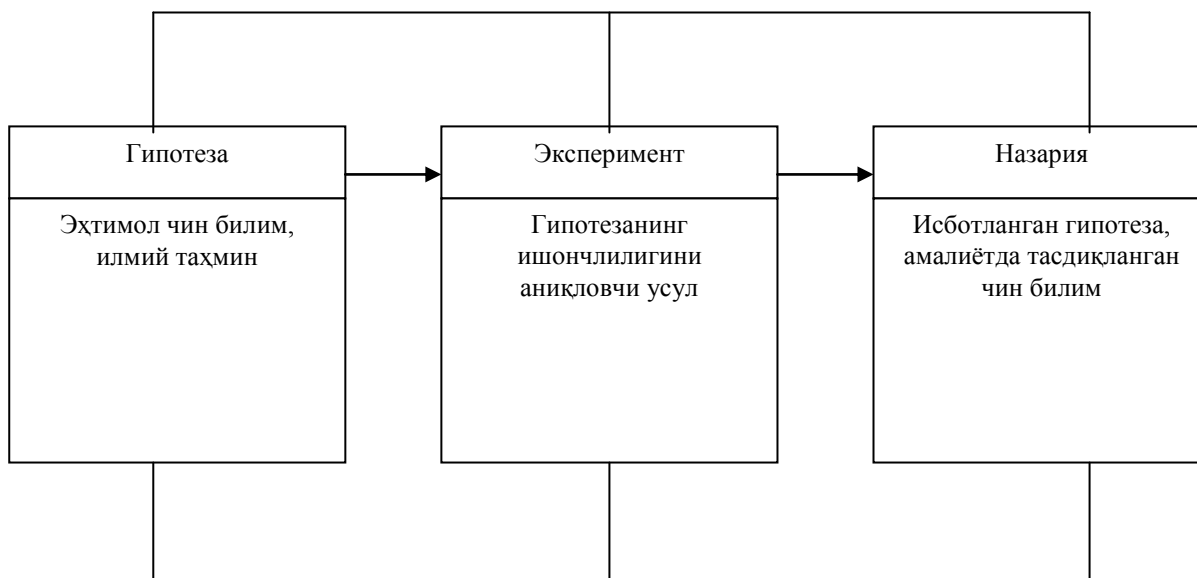 Гипотеза
Эҳтимол чин билим,
илмий таҳмин
Эксперимент
Гипотезанинг
ишончлилигини
аниқловчи усул
Назария
Исботланган гипотеза,
амалиётда тасдиқланган
чин билим